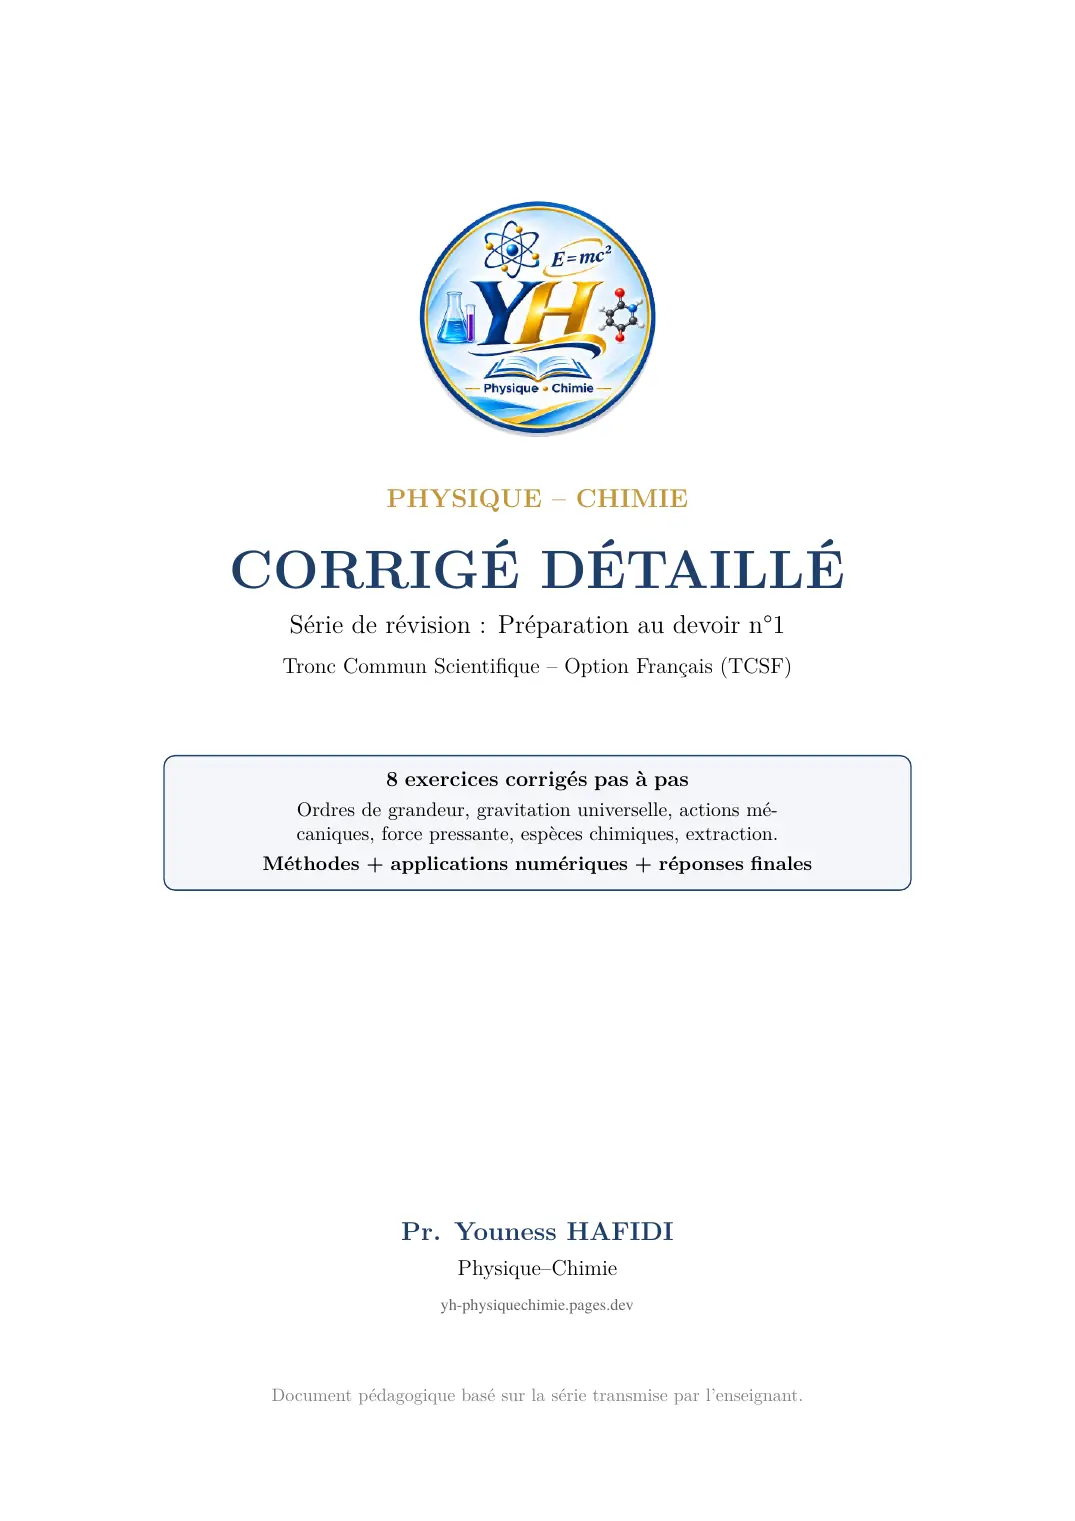 E=mc²
YH
Physique • Chimie
PHYSIQUE – CHIMIE
CORRIGÉ DÉTAILLÉ
Série de révision : Préparation au devoir n°1
Tronc Commun Scientifique – Option Français (TCSF)
8 exercices corrigés pas à pas
Ordres de grandeur, gravitation universelle, actions mé-
caniques, force pressante, espèces chimiques, extraction.
Méthodes + applications numériques + réponses finales
Pr. Youness HAFIDI
Physique–Chimie
yh-physiquechimie.pages.dev
Document pédagogique basé sur la série transmise par l'enseignant.